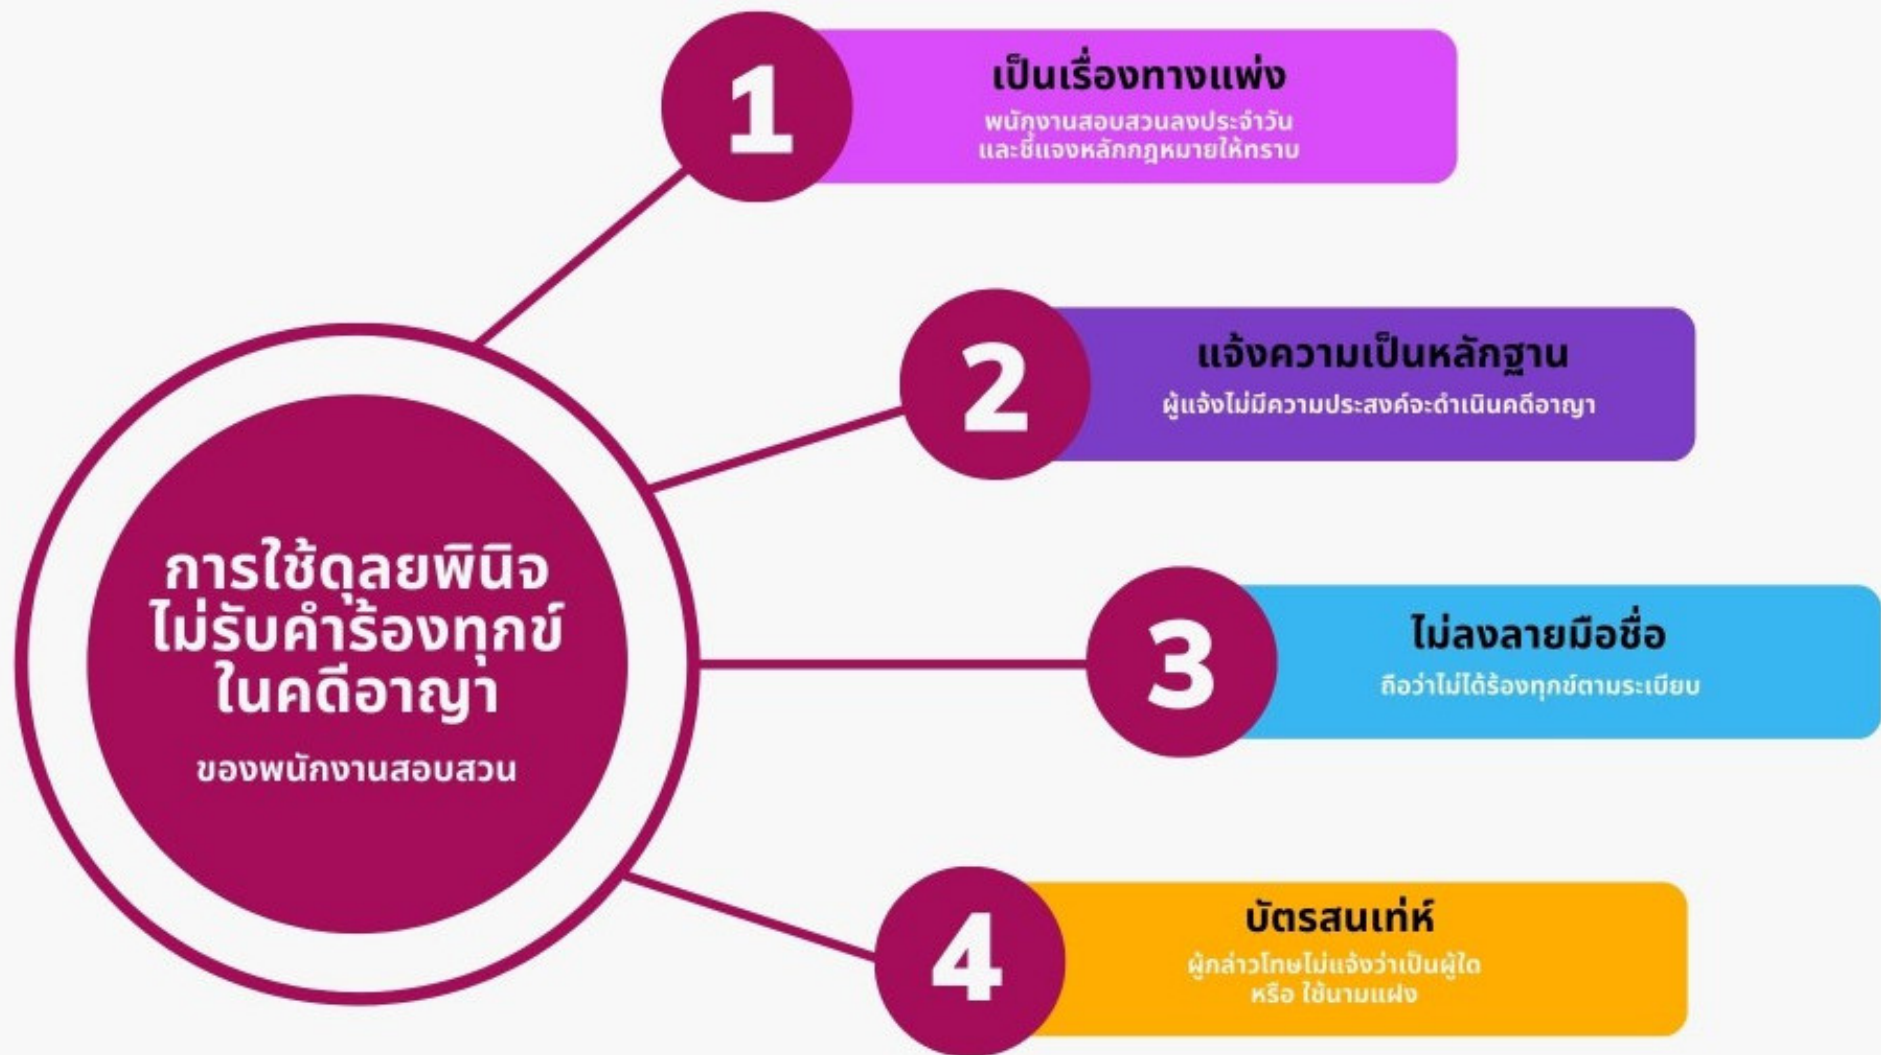 การใช้ดุลยพินิจ
ไม่รับคำร้องทุกข์
ในคดีอาญา
ของพนักงานสอบสวน
1
เป็นเรื่องทางแพ่ง
พนักงานสอบสวนลงประจำวัน
และชี้แจงหลักกฎหมายให้ทราบ
2
แจ้งความเป็นหลักฐาน
ผู้แจ้งไม่มีความประสงค์จะดำเนินคดีอาญา
3
ไม่ลงลายมือชื่อ
ถือว่าไม่ได้ร้องทุกข์ตามระเบียบ
4
บัตรสนเท่ห์
ผู้กล่าวโทษไม่แจ้งว่าเป็นผู้ใด
หรือ ใช้นามแฝง